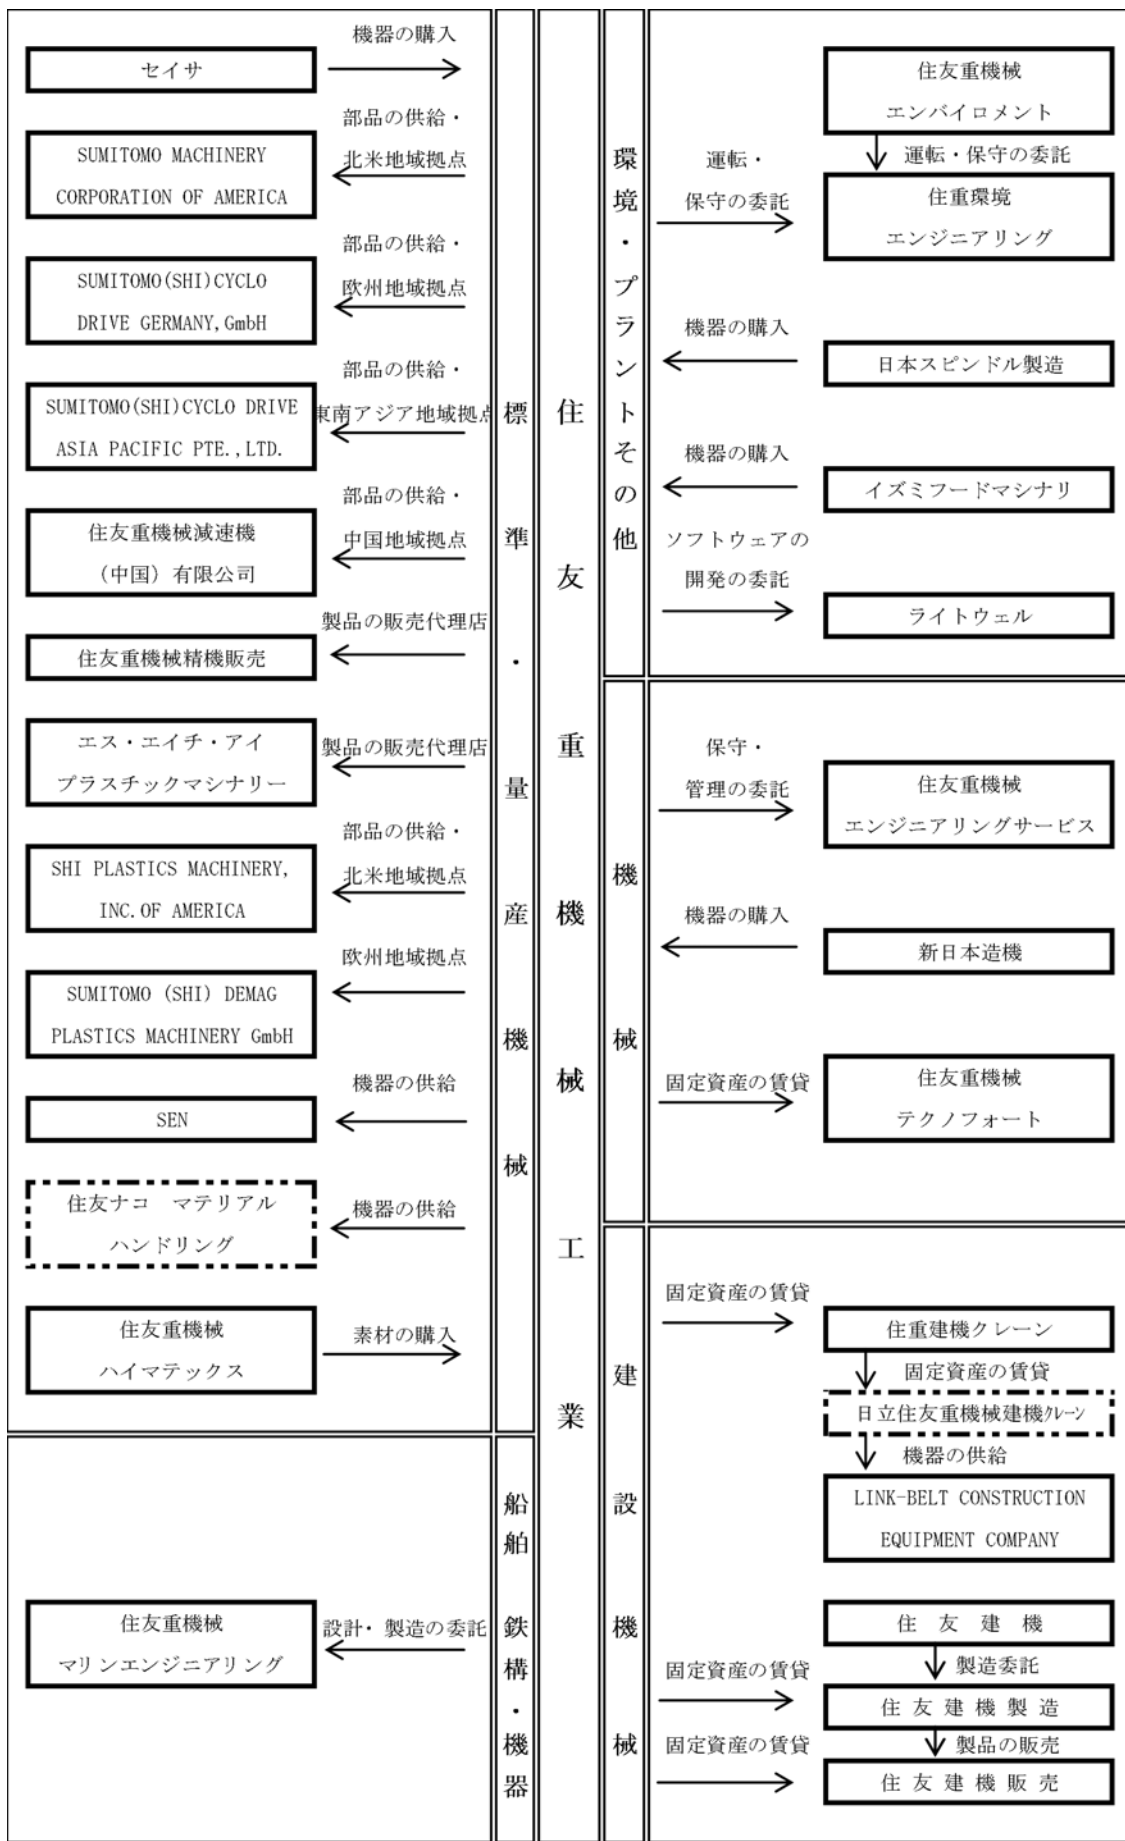 機器の購入
セイサ
部品の供給・
北米地域拠点
SUMITOMO MACHINERY
CORPORATION OF AMERICA
部品の供給・
欧州地域拠点
SUMITOMO(SHI)CYCLO
DRIVE GERMANY,GmbH
部品の供給・
東南アジア地域拠点
SUMITOMO(SHI)CYCLO DRIVE
ASIA PACIFIC PTE.,LTD.
部品の供給・
中国地域拠点
住友重機械減速機
（中国）有限公司
製品の販売代理店
住友重機械精機販売
製品の販売代理店
エス・エイチ・アイ
プラスチックマシナリー
部品の供給・
北米地域拠点
SHI PLASTICS MACHINERY,
INC.OF AMERICA
欧州地域拠点
SUMITOMO (SHI) DEMAG
PLASTICS MACHINERY GmbH
機器の供給
SEN
機器の供給
住友ナコ　マテリアル
ハンドリング
素材の購入
住友重機械
ハイマテックス
標準・量産機械
設計・製造の委託
住友重機械
マリンエンジニアリング
船舶鉄構・機器
住友重機械工業
環境・プラントその他
住友重機械
エンバイロメント
運転・保守の委託
運転・
保守の委託
住重環境
エンジニアリング
機器の購入
日本スピンドル製造
機器の購入
イズミフードマシナリ
ソフトウェアの
開発の委託
ライトウェル
機械
保守・
管理の委託
住友重機械
エンジニアリングサービス
機器の購入
新日本造機
固定資産の賃貸
住友重機械
テクノフォート
建設機械
固定資産の賃貸
住重建機クレーン
固定資産の賃貸
日立住友重機械建機ｸﾚｰﾝ
機器の供給
LINK-BELT CONSTRUCTION
EQUIPMENT COMPANY
住友建機
製造委託
固定資産の賃貸
住友建機製造
製品の販売
固定資産の賃貸
住友建機販売